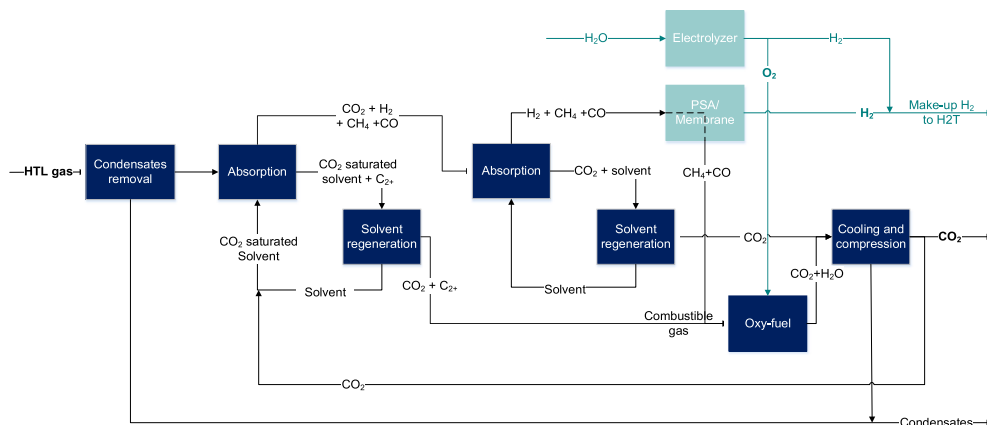 H₂O
Electrolyzer
H₂
O₂
CO₂ + H₂
+ CH₄ +CO
H₂ + CH₄ +CO
PSA/
Membrane
H₂
Make-up H₂
to H2T
HTL gas
Condensates
removal
Absorption
CO₂ saturated
solvent + C₂₊
Absorption
CO₂ + solvent
CH₄+CO
CO₂ saturated
Solvent
Solvent
regeneration
Solvent
regeneration
CO₂
Cooling and
compression
CO₂
Solvent
CO₂ + C₂₊
Solvent
CO₂+H₂O
Combustible
gas
Oxy-fuel
CO₂
Condensates